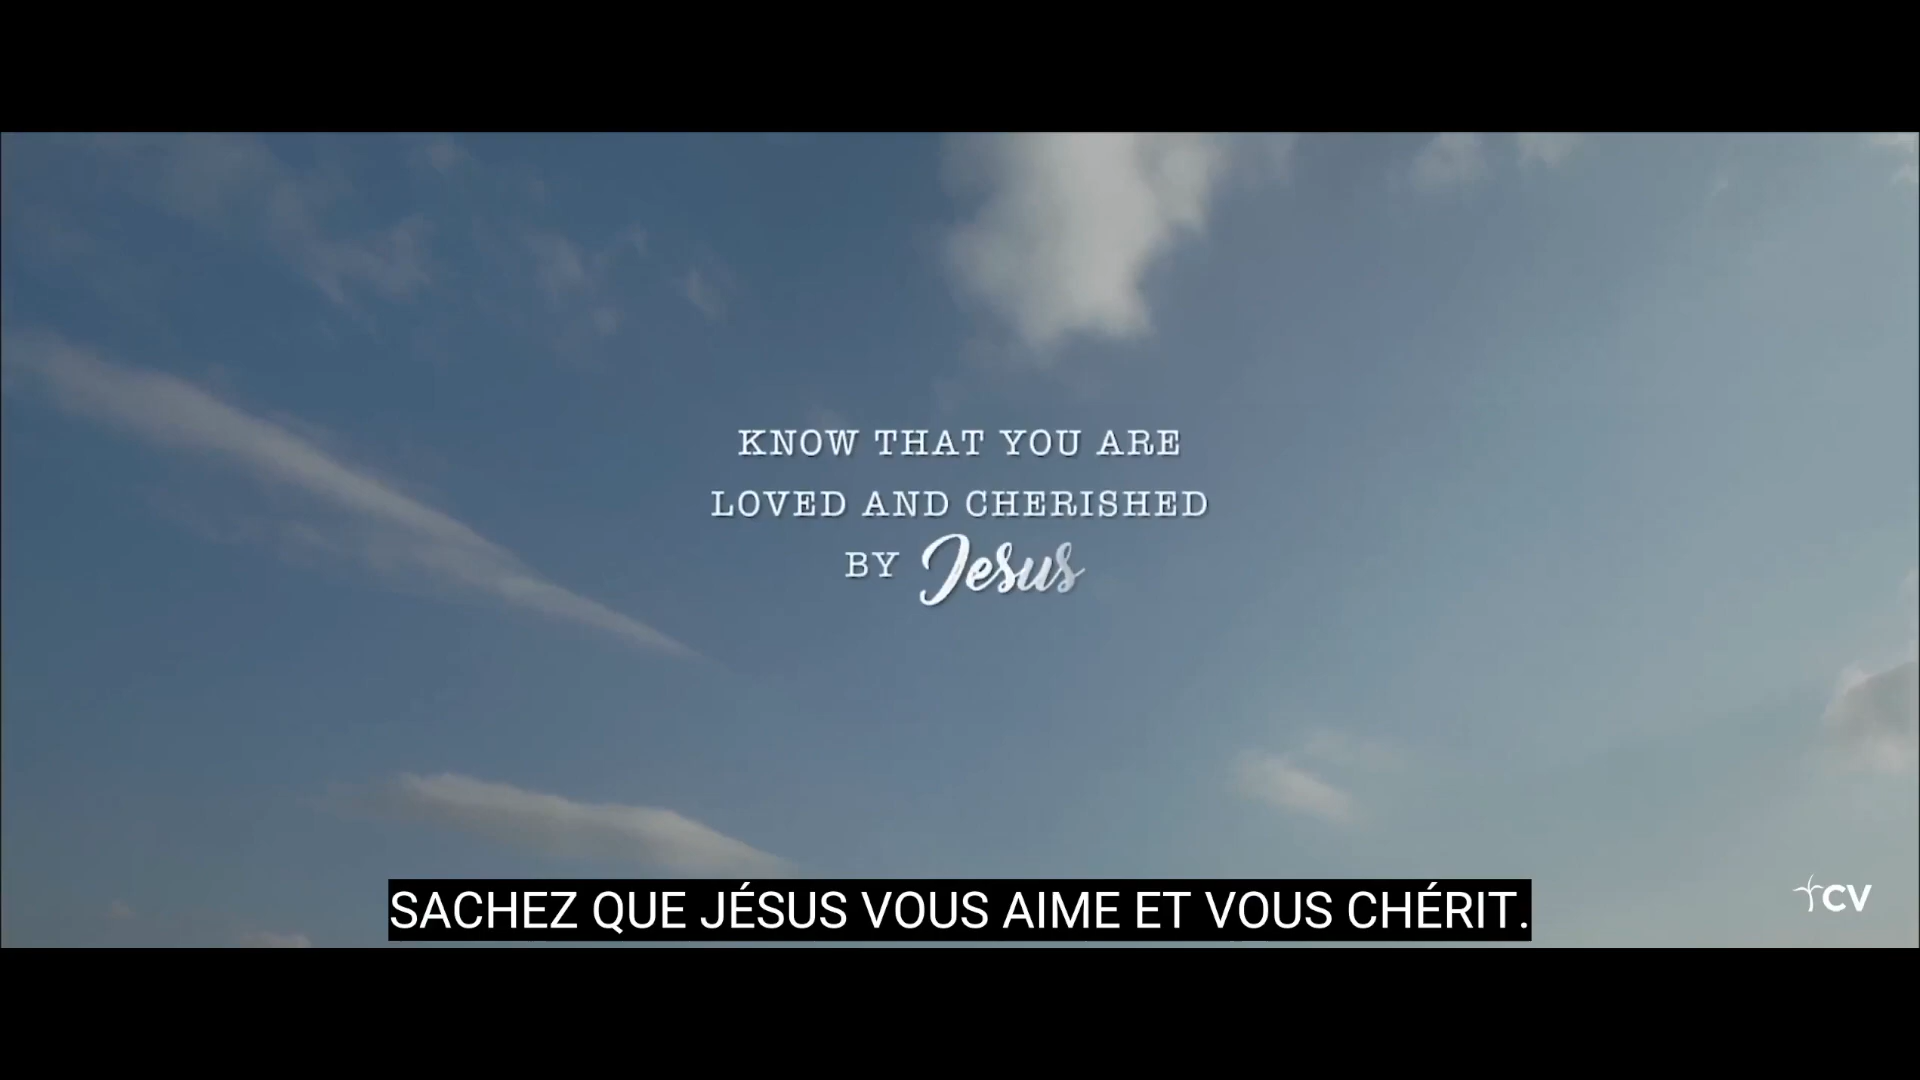 KNOW THAT YOU ARE
LOVED AND CHERISHED
BY Jesus
CV
SACHEZ QUE JÉSUS VOUS AIME ET VOUS CHÉRIT.